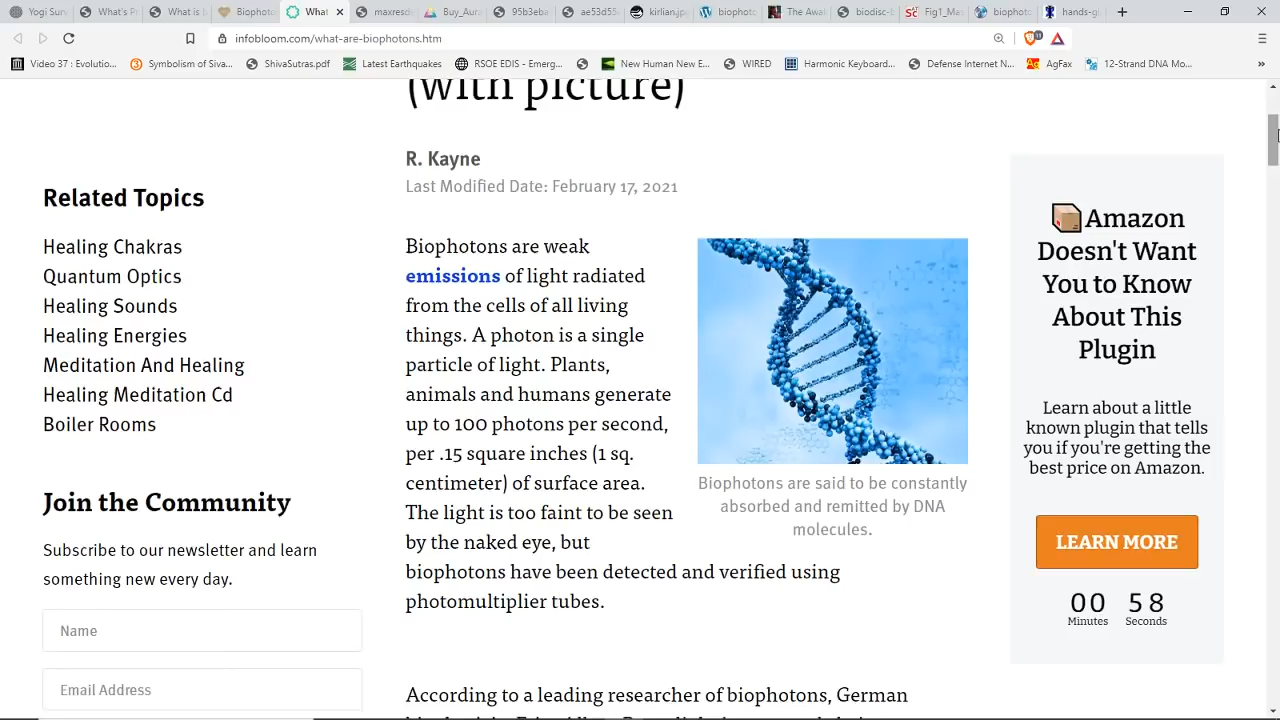 Yogi Sur
What's Pr
What is b
Biophoto
What
maxresd
Buy_Aura
95b3eba
ae53d55
kirlian.jp
biophoto
The Awa
biodisc-b
Fig1_Ma
biophoto
hands-gl
infobloom.com/what-are-biophotons.htm
Video 37 : Evolutio...
Symbolism of Siva...
ShivaSutras.pdf
Latest Earthquakes
RSOE EDIS - Emerg...
New Human New E...
WIRED
Harmonic Keyboar...
Defense Internet N...
AgFax
12-Strand DNA Mo...
»
(with picture)
R. Kayne
Last Modified Date: February 17, 2021
Related Topics
Healing Chakras
Quantum Optics
Healing Sounds
Healing Energies
Meditation And Healing
Healing Meditation Cd
Boiler Rooms
Join the Community
Subscribe to our newsletter and learn
something new every day.
Name
Email Address
Biophotons are weak
emissions of light radiated
from the cells of all living
things. A photon is a single
particle of light. Plants,
animals and humans generate
up to 100 photons per second,
per .15 square inches (1 sq.
centimeter) of surface area.
The light is too faint to be seen
by the naked eye, but
biophotons have been detected and verified using
photomultiplier tubes.
Biophotons are said to be constantly
absorbed and remitted by DNA
molecules.
According to a leading researcher of biophotons, German
Amazon
Doesn't Want
You to Know
About This
Plugin
Learn about a little
known plugin that tells
you if you're getting the
best price on Amazon.
LEARN MORE
00 58
Minutes Seconds